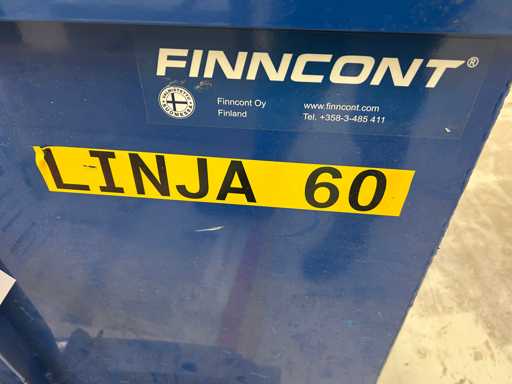 FINNCONT®
Finncont Oy
Finland
www.finncont.com
Tel. +358-3-485 411
LINJA 60